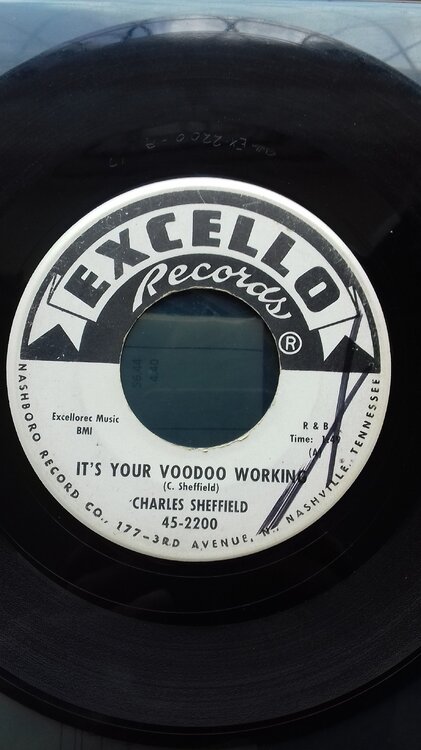 EXCELLO
Records
®
Excellorec Music
BMI
R & B
Time:
(A
IT'S YOUR VOODOO WORKING
(C. Sheffield)
CHARLES SHEFFIELD
45-2200
NASHBORO RECORD CO., 177-3RD AVENUE, N., NASHVILLE, TENNESSEE